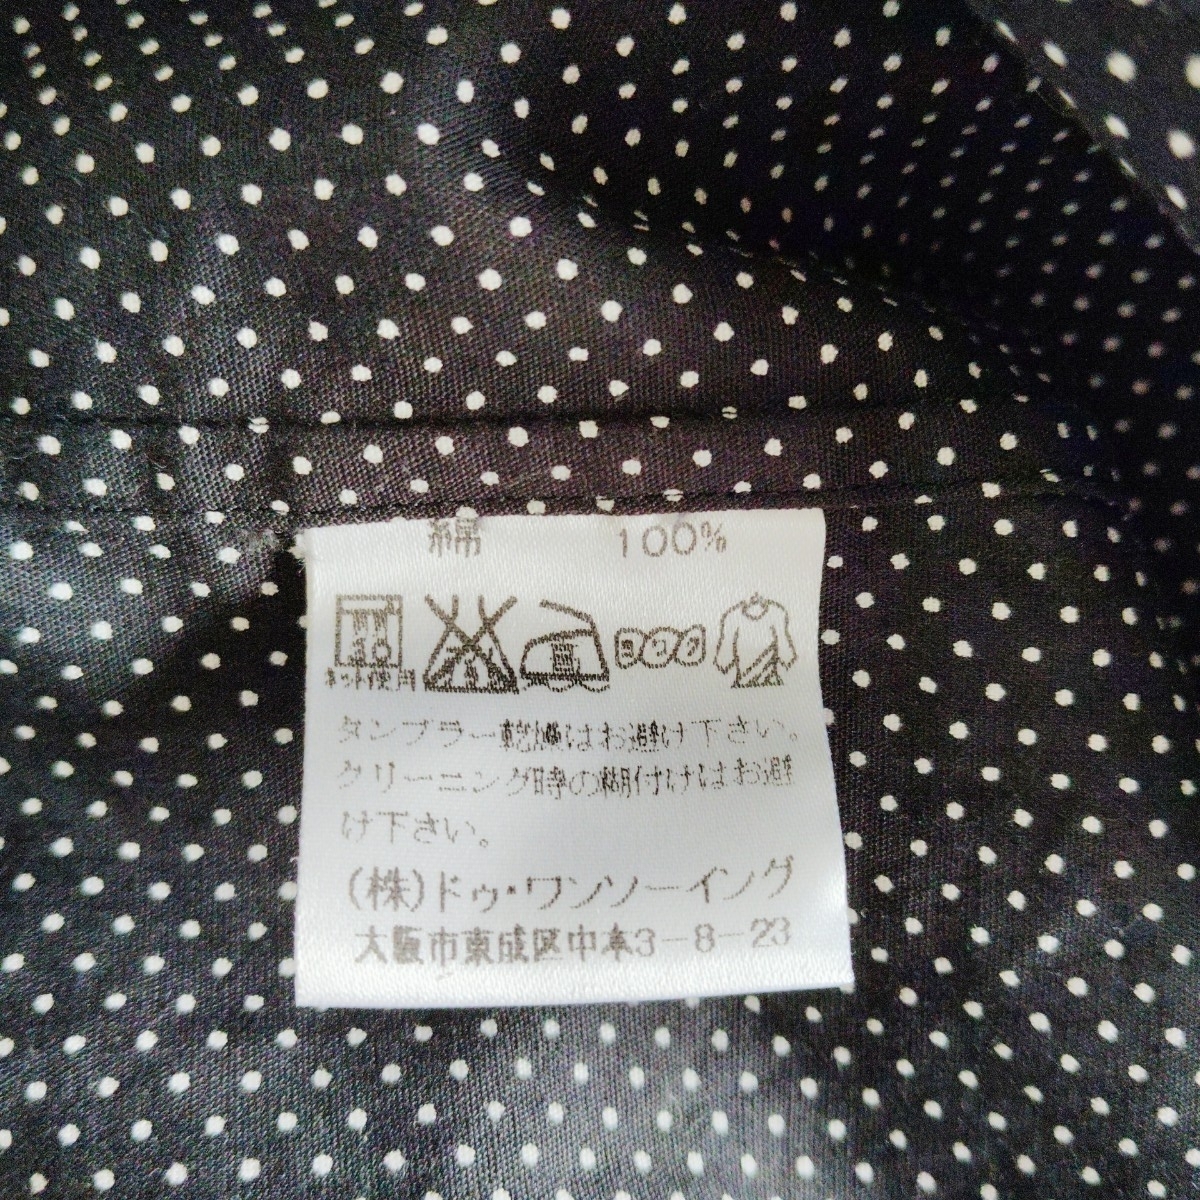 綿 100%
30
ネット使用
タンブラー乾燥はお避け下さい。
クリーニング時の糊付けはお避
け下さい。
(株)ドゥ・ワンソーイング
大阪市東成区中本3-8-23